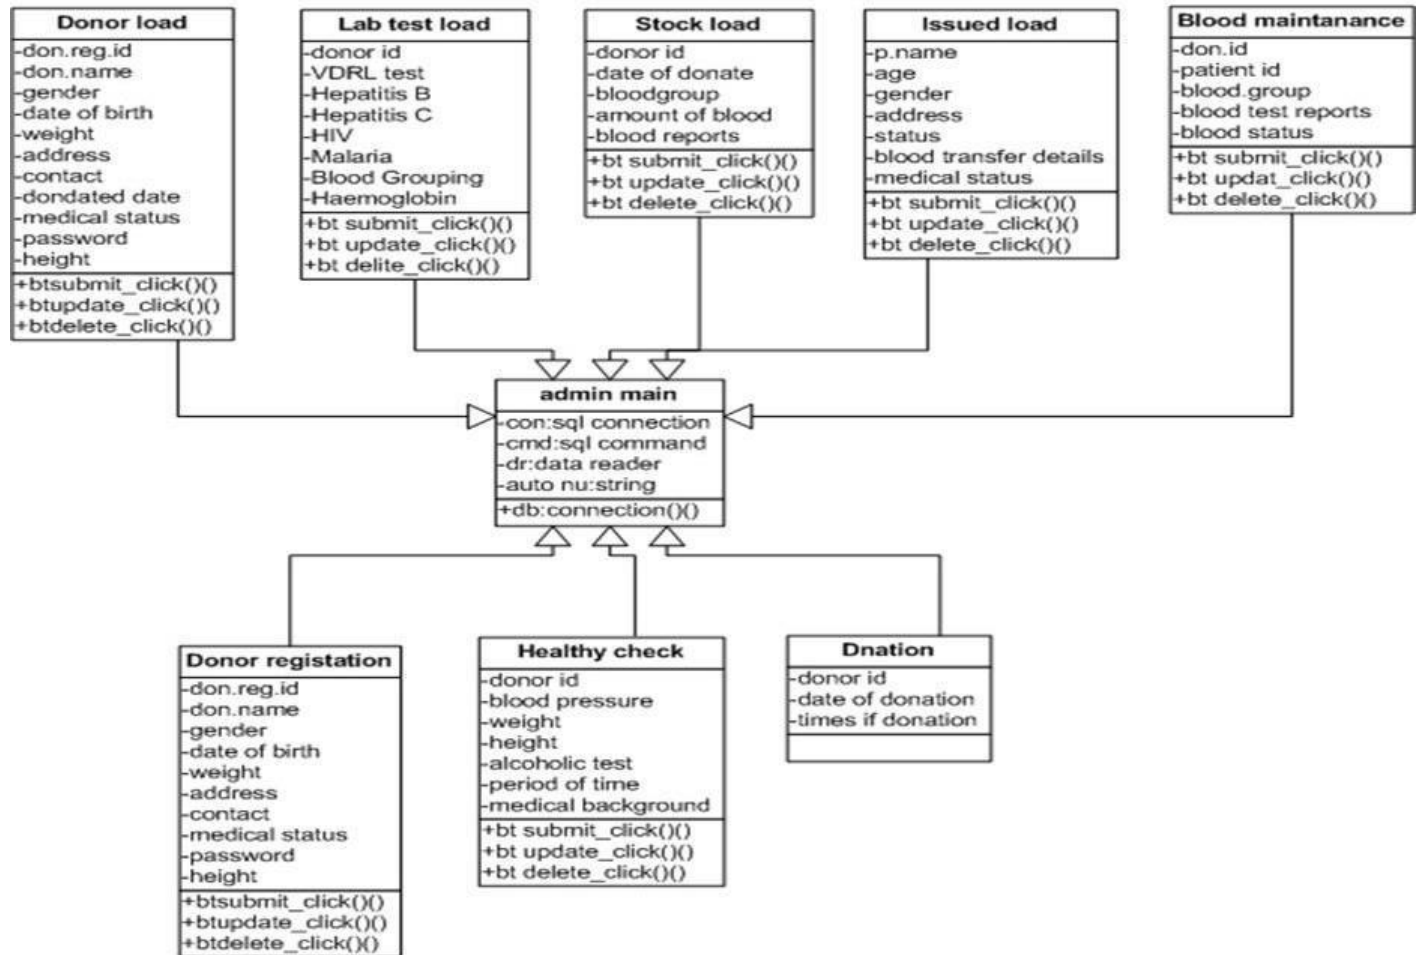 Donor load
-don.reg.id
-don.name
-gender
-date of birth
-weight
-address
-contact
-dondated date
-medical status
-password
-height
+btsubmit_click()()
+btupdate_click()()
+btdelete_click()()
Lab test load
-donor id
-VDRL test
-Hepatitis B
-Hepatitis C
-HIV
-Malaria
-Blood Grouping
-Haemoglobin
+bt submit_click()()
+bt update_click()()
+bt delite_click()()
Stock load
-donor id
-date of donate
-bloodgroup
-amount of blood
-blood reports
+bt submit_click()()
+bt update_click()()
+bt delete_click()()
Issued load
-p.name
-age
-gender
-address
-status
-blood transfer details
-medical status
+bt submit_click()()
+bt update_click()()
+bt delete_click()()
Blood maintanance
-don.id
-patient id
-blood.group
-blood test reports
-blood status
+bt submit_click()()
+bt updat_click()()
+bt delete_click()()
admin main
-con:sql connection
-cmd:sql command
-dr:data reader
-auto nu:string
+db:connection()()
Donor registation
-don.reg.id
-don.name
-gender
-date of birth
-weight
-address
-contact
-medical status
-password
-height
+btsubmit_click()()
+btupdate_click()()
+btdelete_click()()
Healthy check
-donor id
-blood pressure
-weight
-height
-alcoholic test
-period of time
-medical background
+bt submit_click()()
+bt update_click()()
+bt delete_click()()
Dnation
-donor id
-date of donation
-times if donation